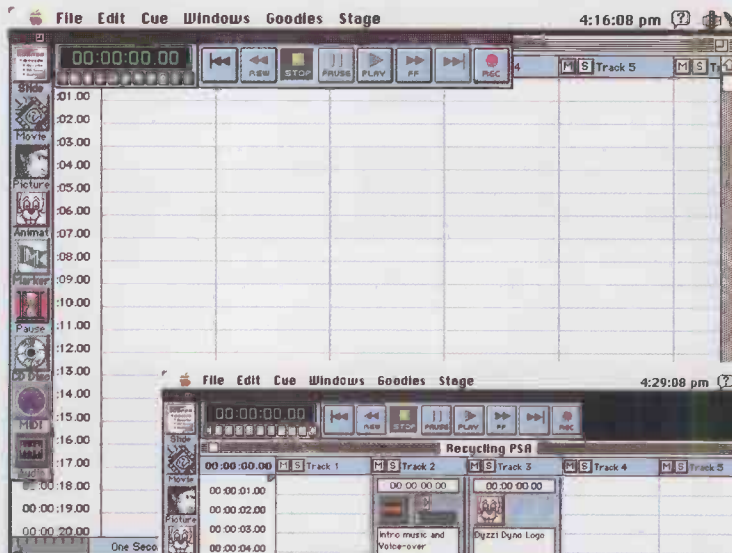 File Edit Cue Windows Goodies Stage 4:16:08 pm
00:00:00.00
REW STOP PAUSE PLAY FF REC
4 M S Track 5 M S
Slide
:01.00
:02.00
Movie
:03.00
:04.00
Picture
:05.00
:06.00
Animat
:07.00
:08.00
Marker
:09.00
:10.00
Pause
:11.00
:12.00
CD Disc
:13.00
:14.00
MIDI
:15.00
:16.00
:17.00
:18.00
00:00:19.00
00:00:20.00
One Seco
File Edit Cue Windows Goodies Stage 4:29:08 pm
00:00:00.00
REW STOP PAUSE PLAY FF REC
Slide
Recycling PSA
00:00:00.00 M S Track 1 M S Track 2 M S Track 3 M S Track 4 M S Track 5
Movie
00:00:00.00 00:00:00.00
00:00:01.00
00:00:02.00
Picture
00:00:03.00
00:00:04.00
Intro music and
Voice-over
Dyzzi Dyno Logo